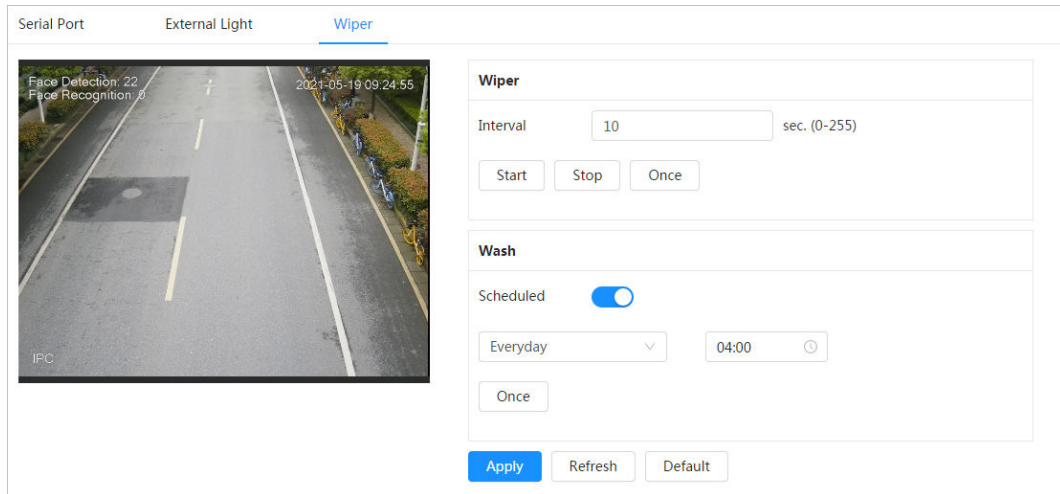 Serial Port External Light Wiper
Face Detection: 22
Face Recognition: 0
2021-05-19 09:24:55
IPC
Wiper
Interval 10 sec. (0-255)
Start Stop Once
Wash
Scheduled
Everyday 04:00
Once
Apply Refresh Default